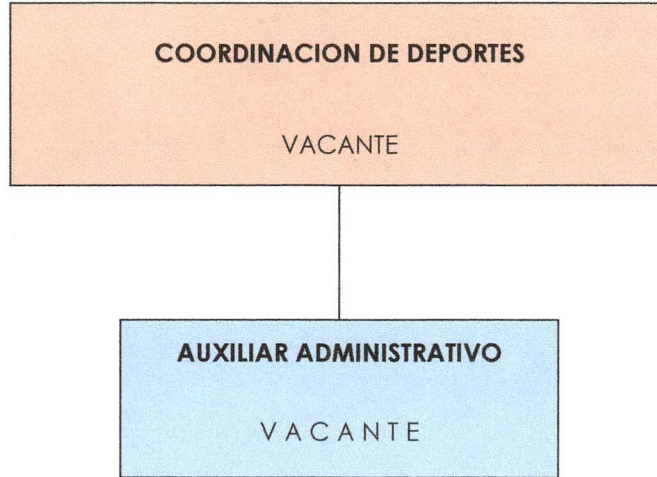 COORDINACION DE DEPORTES
VACANTE
AUXILIAR ADMINISTRATIVO
VACANTE